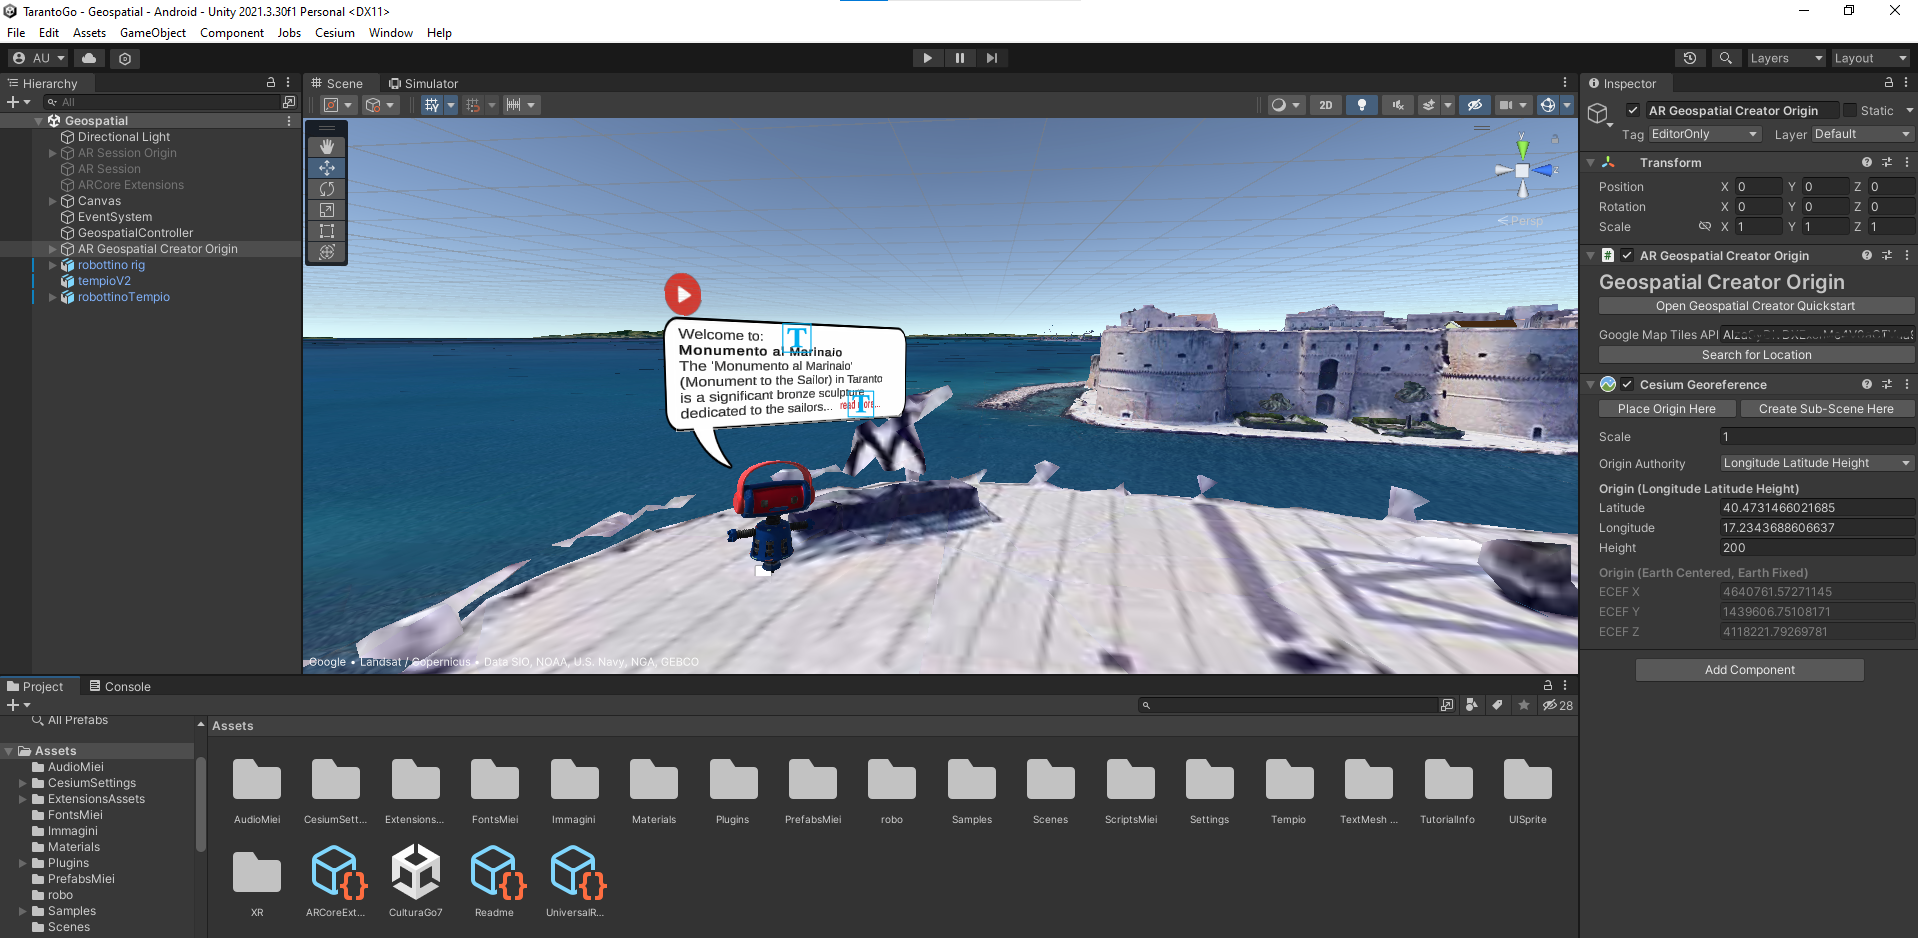 TarantoGo - Geospatial - Android - Unity 2021.3.30f1 Personal <DX11>
File Edit Assets GameObject Component Jobs Cesium Window Help
AU
Layers
Layout
Hierarchy
All
Geospatial
Directional Light
AR Session Origin
AR Session
ARCore Extensions
Canvas
EventSystem
GeospatialController
AR Geospatial Creator Origin
robottino rig
tempioV2
robottinoTempio
Scene
Simulator
2D
y
z
Persp
Welcome to:
Monumento al Marinaio
The 'Monumento al Marinaio'
(Monument to the Sailor) in Taranto
is a significant bronze sculpture
dedicated to the sailors...
read more...
T
T
Google • Landsat / Copernicus • Data SIO, NOAA, U.S. Navy, NGA, GEBCO
Inspector
AR Geospatial Creator Origin
Static
Tag EditorOnly
Layer Default
Transform
Position X 0 Y 0 Z 0
Rotation X 0 Y 0 Z 0
Scale X 1 Y 1 Z 1
AR Geospatial Creator Origin
Geospatial Creator Origin
Open Geospatial Creator Quickstart
Google Map Tiles API
Search for Location
Cesium Georeference
Place Origin Here
Create Sub-Scene Here
Scale 1
Origin Authority Longitude Latitude Height
Origin (Longitude Latitude Height)
Latitude 40.4731466021685
Longitude 17.2343688606637
Height 200
Origin (Earth Centered, Earth Fixed)
ECEF X 4640761.57271145
ECEF Y 1439606.75108171
ECEF Z 4118221.79269781
Add Component
Project
Console
28
All Prefabs
Assets
AudioMiei
CesiumSettings
ExtensionsAssets
FontsMiei
Immagini
Materials
Plugins
PrefabsMiei
robo
Samples
Scenes
Assets
AudioMiei CesiumSett... Extensions... FontsMiei Immagini Materials Plugins PrefabsMiei robo Samples Scenes ScriptsMiei Settings Tempio TextMesh ... TutorialInfo UISprite
XR ARCoreExt... CulturaGo7 Readme UniversalR...